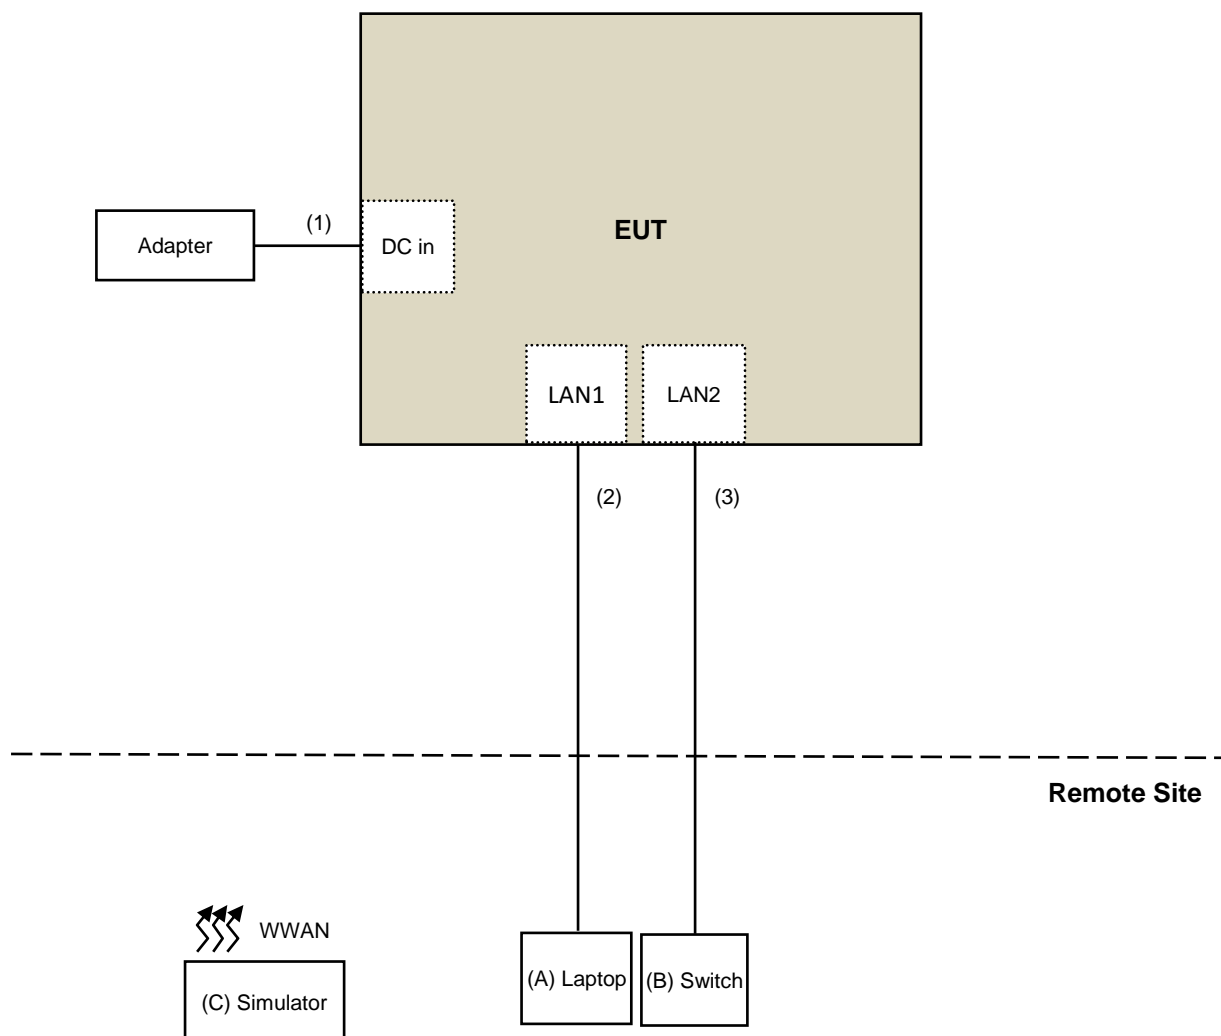 EUT
(1)
Adapter
DC in
LAN1
LAN2
(2)
(3)
Remote Site
WWAN
(A) Laptop
(B) Switch
(C) Simulator